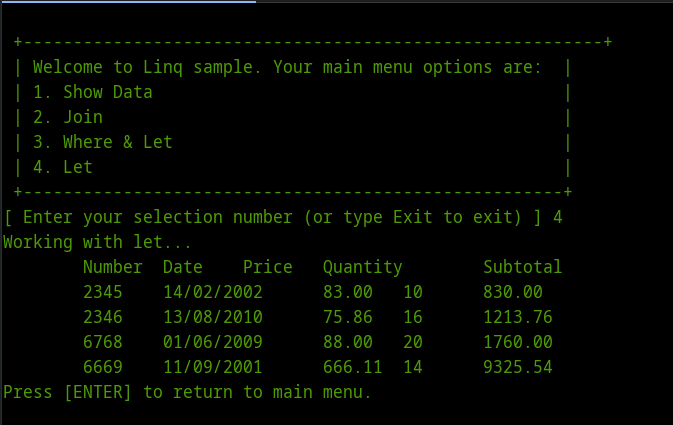 +----------------------------------------------------------+
| Welcome to Linq sample. Your main menu options are:  |
| 1. Show Data                                         |
| 2. Join                                              |
| 3. Where & Let                                       |
| 4. Let                                               |
+------------------------------------------------------+
[ Enter your selection number (or type Exit to exit) ] 4
Working with let...
        Number  Date    Price   Quantity        Subtotal
        2345    14/02/2002      83.00   10      830.00
        2346    13/08/2010      75.86   16      1213.76
        6768    01/06/2009      88.00   20      1760.00
        6669    11/09/2001      666.11  14      9325.54
Press [ENTER] to return to main menu.